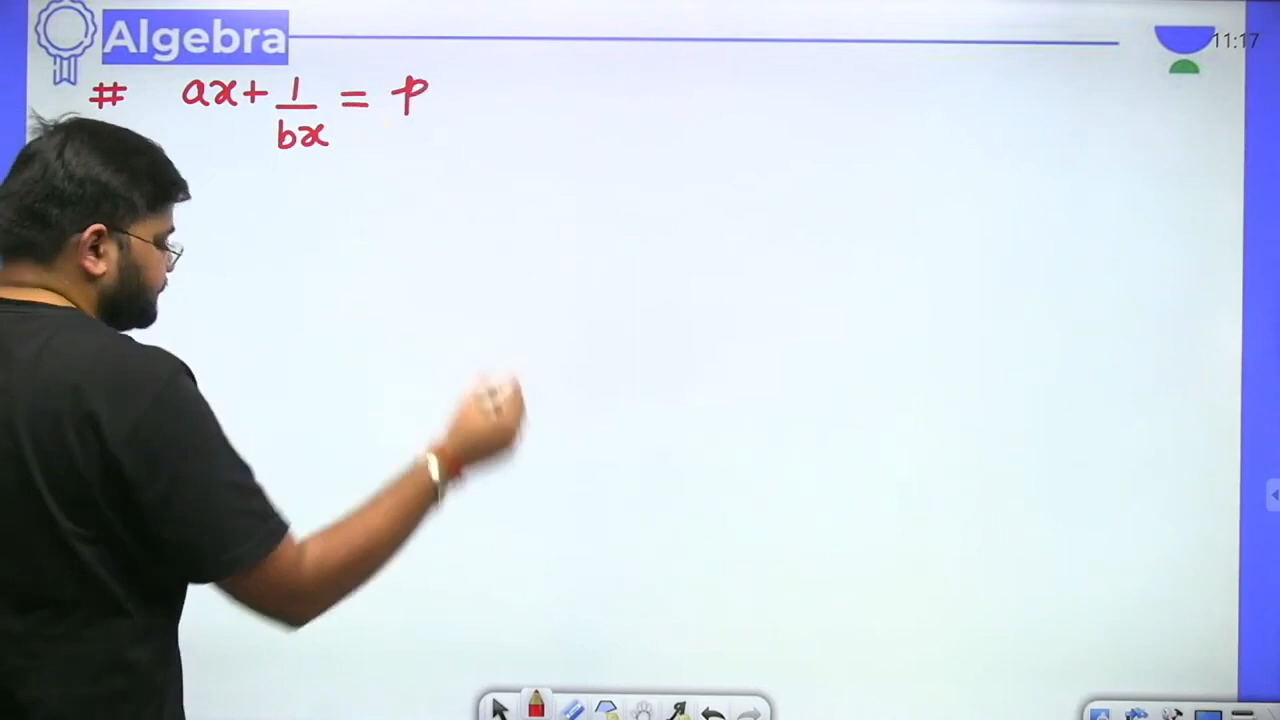 Algebra
11:17
# ax + 1/bx = p